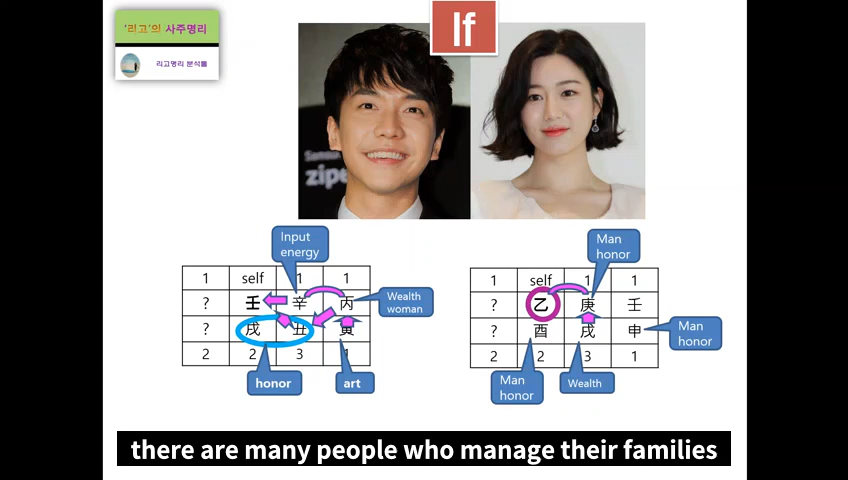 '리고'의 사주명리
리고명리 분석틀
If
Samsu
zipe
Input
energy
1 self 1 1
? 壬 辛 丙
? 戌 丑 寅
2 2 3 1
Wealth
woman
honor
art
Man
honor
1 self 1 1
? 乙 庚 壬
? 酉 戌 申
2 2 3 1
Man
honor
Man
honor
Wealth
there are many people who manage their families